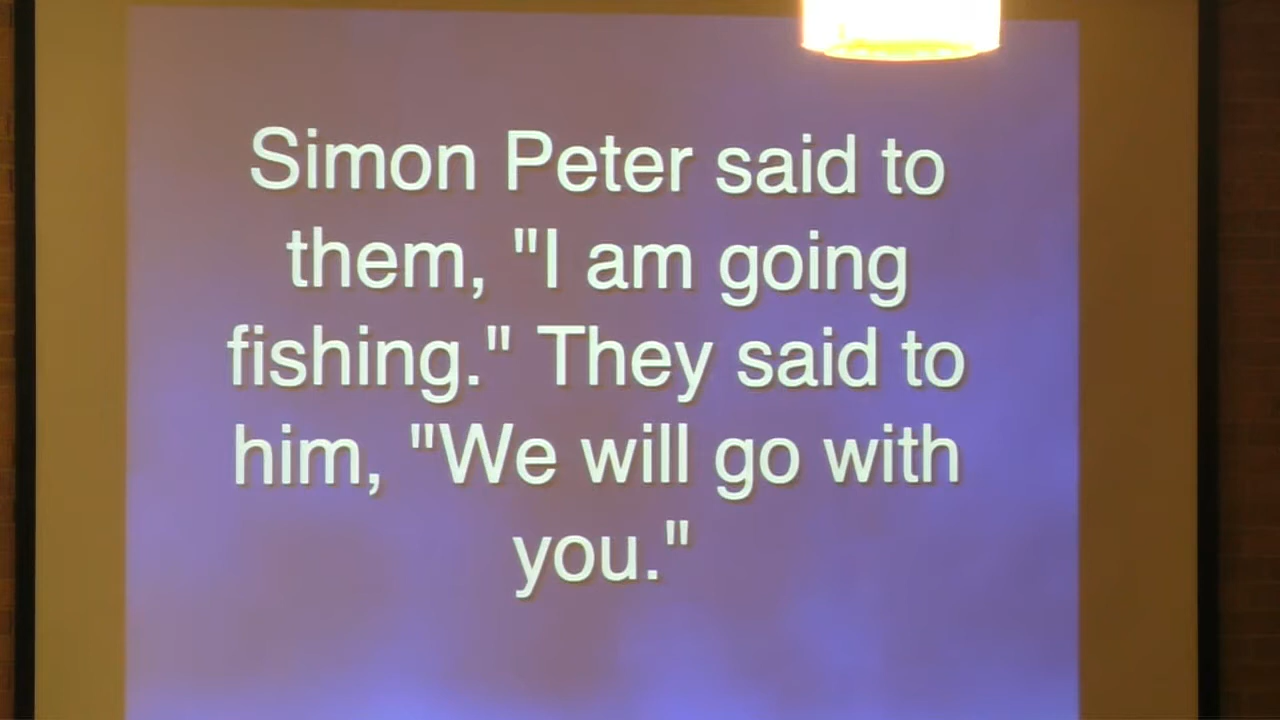 Simon Peter said to
them, "I am going
fishing." They said to
him, "We will go with
you."